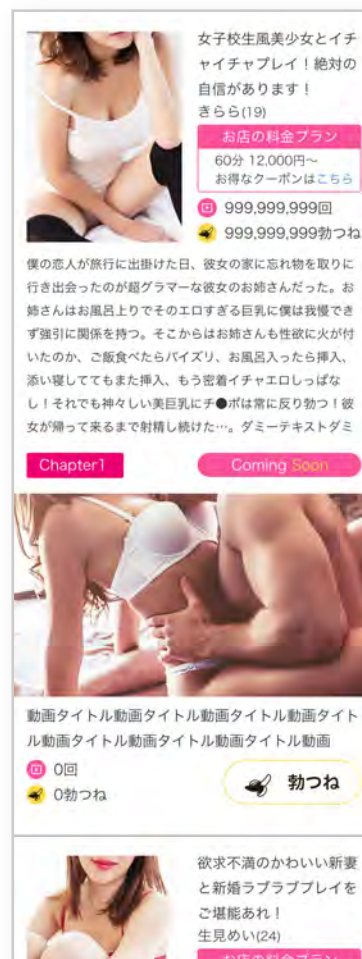 女子校生風美少女とイチ
ャイチャプレイ！絶対の
自信があります！
きらら(19)
お店の料金プラン
60分 12,000円～
お得なクーポンはこちら
999,999,999回
999,999,999勃つね
僕の恋人が旅行に出掛けた日、彼女の家に忘れ物を取りに
行き出会ったのが超グラマーな彼女のお姉さんだった。お
姉さんはお風呂上りでそのエロすぎる巨乳に僕は我慢でき
ず強引に関係を持つ。そこからはお姉さんも性欲に火が付
いたのか、ご飯食べたらパイズリ、お風呂入ったら挿入、
添い寝しててもまた挿入、もう密着イチャエロしっぱな
し！それでも神々しい美巨乳にチ●ポは常に反り勃つ！彼
女が帰って来るまで射精し続けた…。ダミーテキストダミ
Chapter1
Coming Soon
動画タイトル動画タイトル動画タイトル動画タイト
ル動画タイトル動画タイトル動画タイトル動画
0回
0勃つね
勃つね
欲求不満のかわいい新妻
と新婚ラブラブプレイを
ご堪能あれ！
生見めい(24)
お店の料金プラン